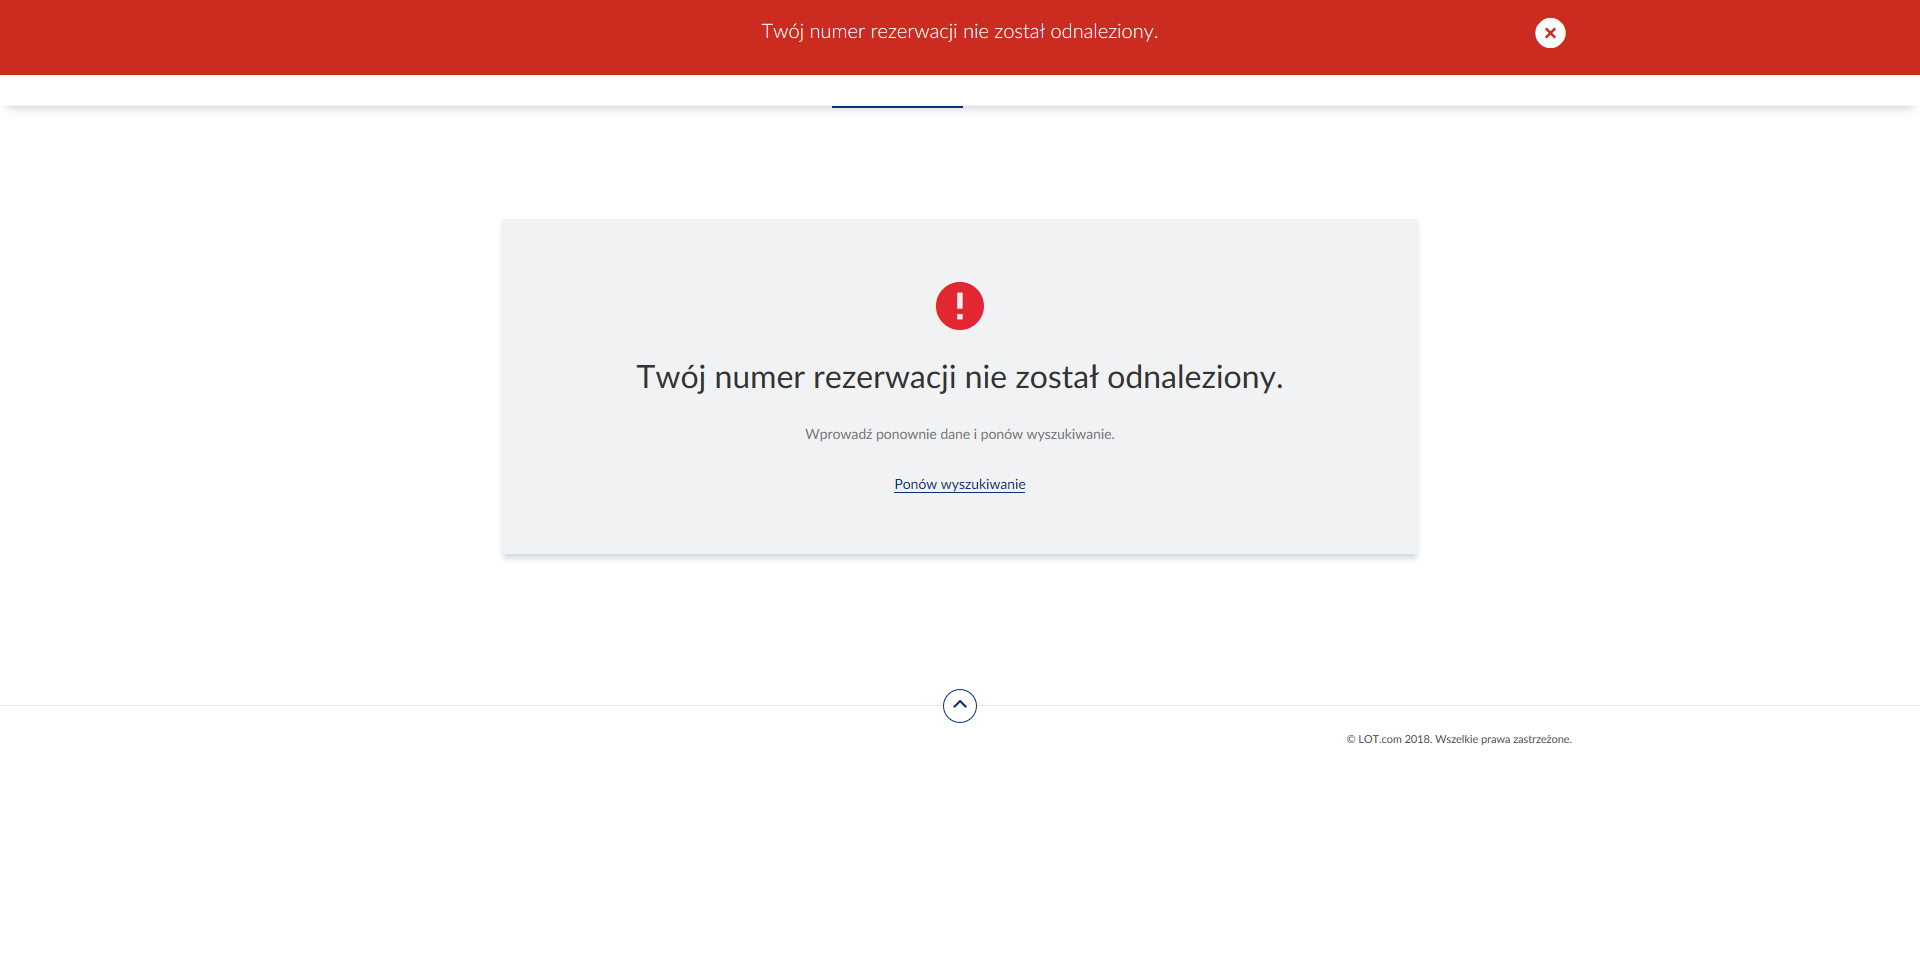 Twój numer rezerwacji nie został odnaleziony.
Twój numer rezerwacji nie został odnaleziony.
Wprowadź ponownie dane i ponów wyszukiwanie.
Ponów wyszukiwanie
© LOT.com 2018. Wszelkie prawa zastrzeżone.